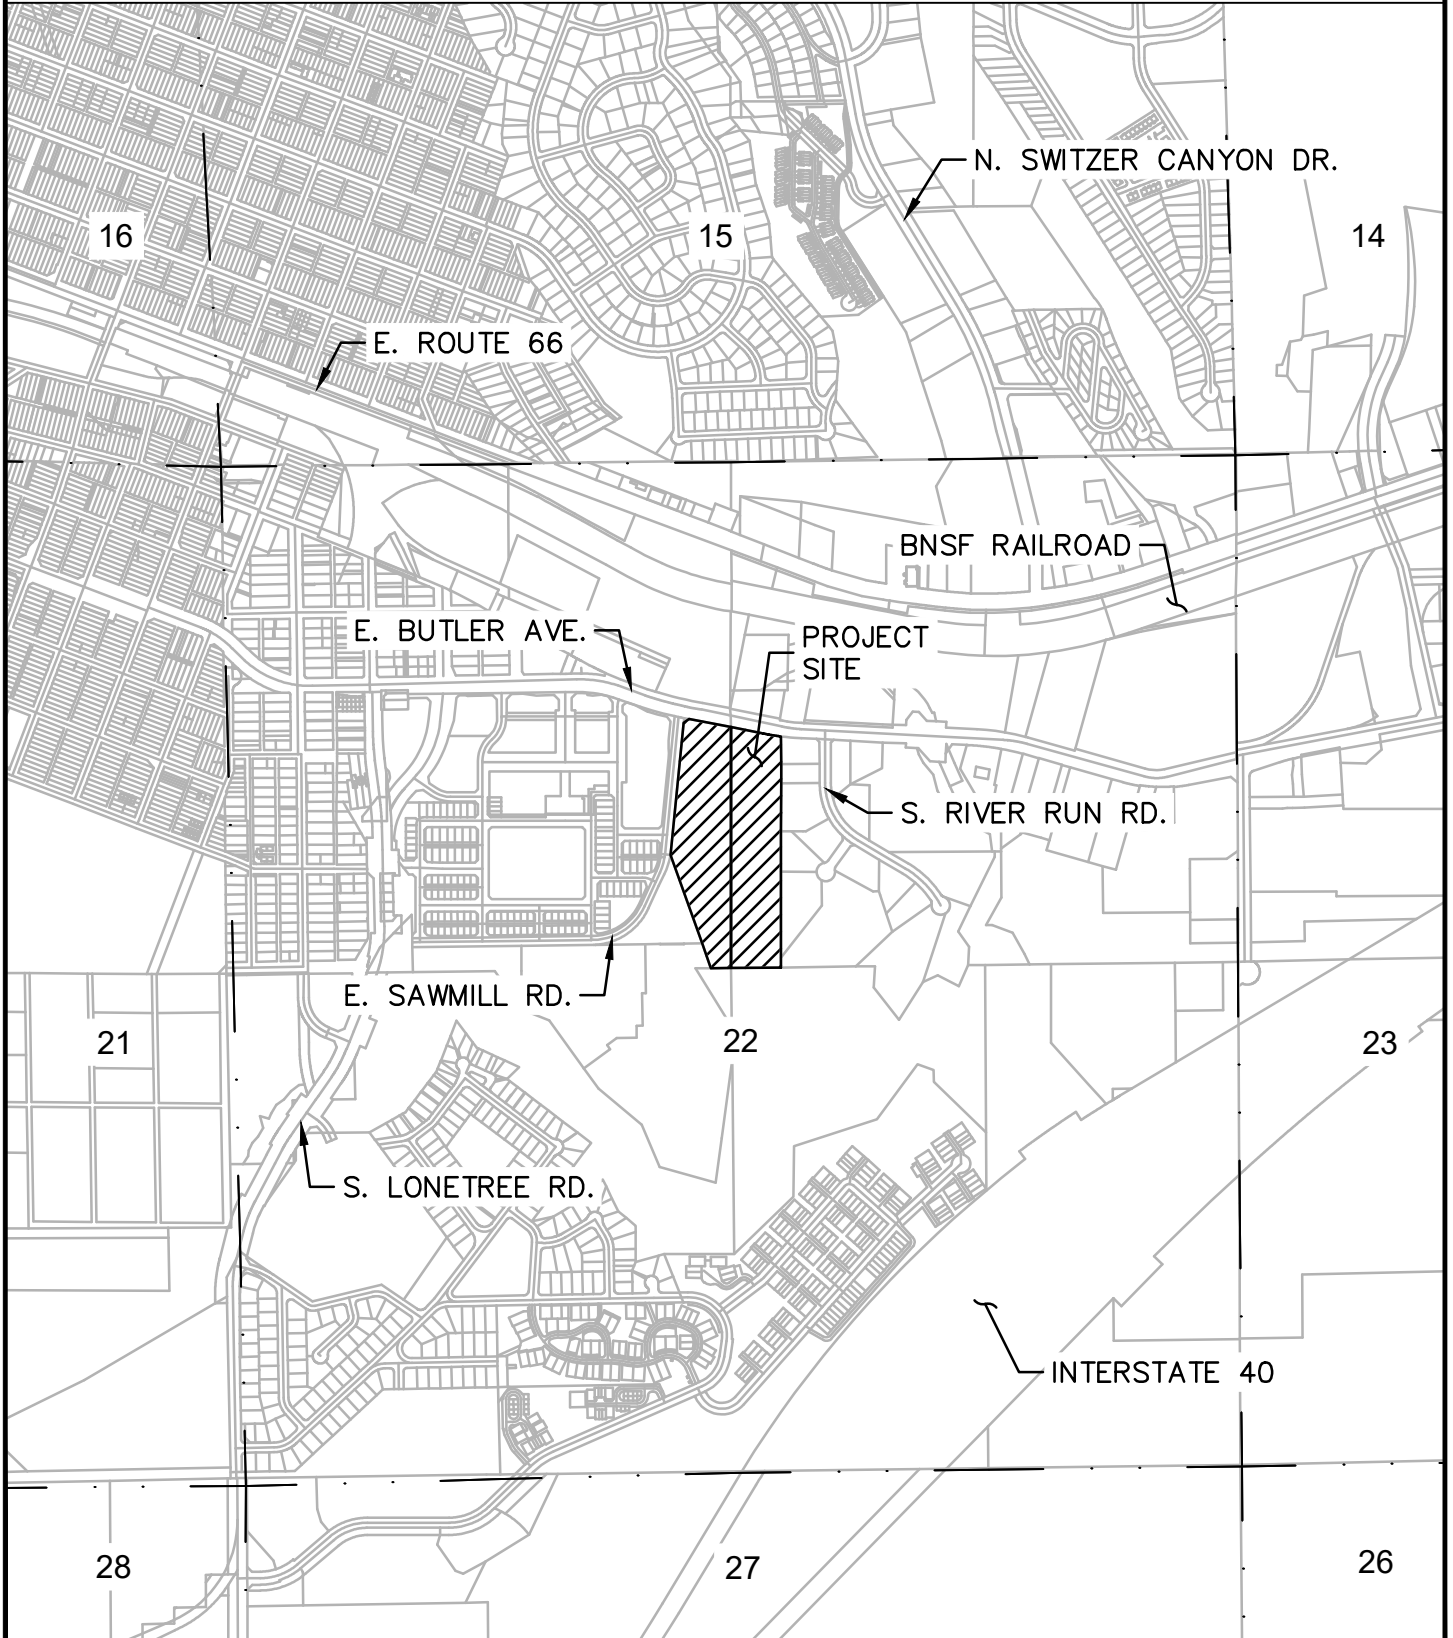 N. SWITZER CANYON DR.
16
15
14
E. ROUTE 66
BNSF RAILROAD
E. BUTLER AVE.
PROJECT
SITE
S. RIVER RUN RD.
E. SAWMILL RD.
21
22
23
S. LONETREE RD.
INTERSTATE 40
28
27
26